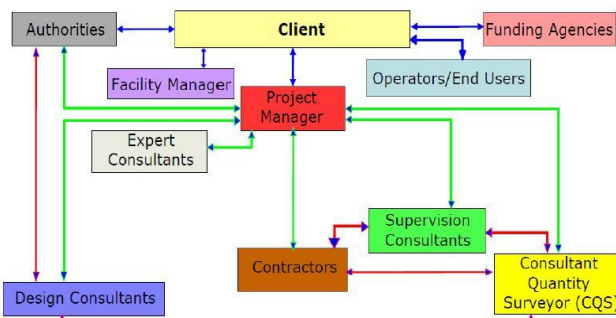 Authorities
Client
Funding Agencies
Facility Manager
Operators/End Users
Project
Manager
Expert
Consultants
Supervision
Consultants
Contractors
Consultant
Quantity
Surveyor (CQS)
Design Consultants